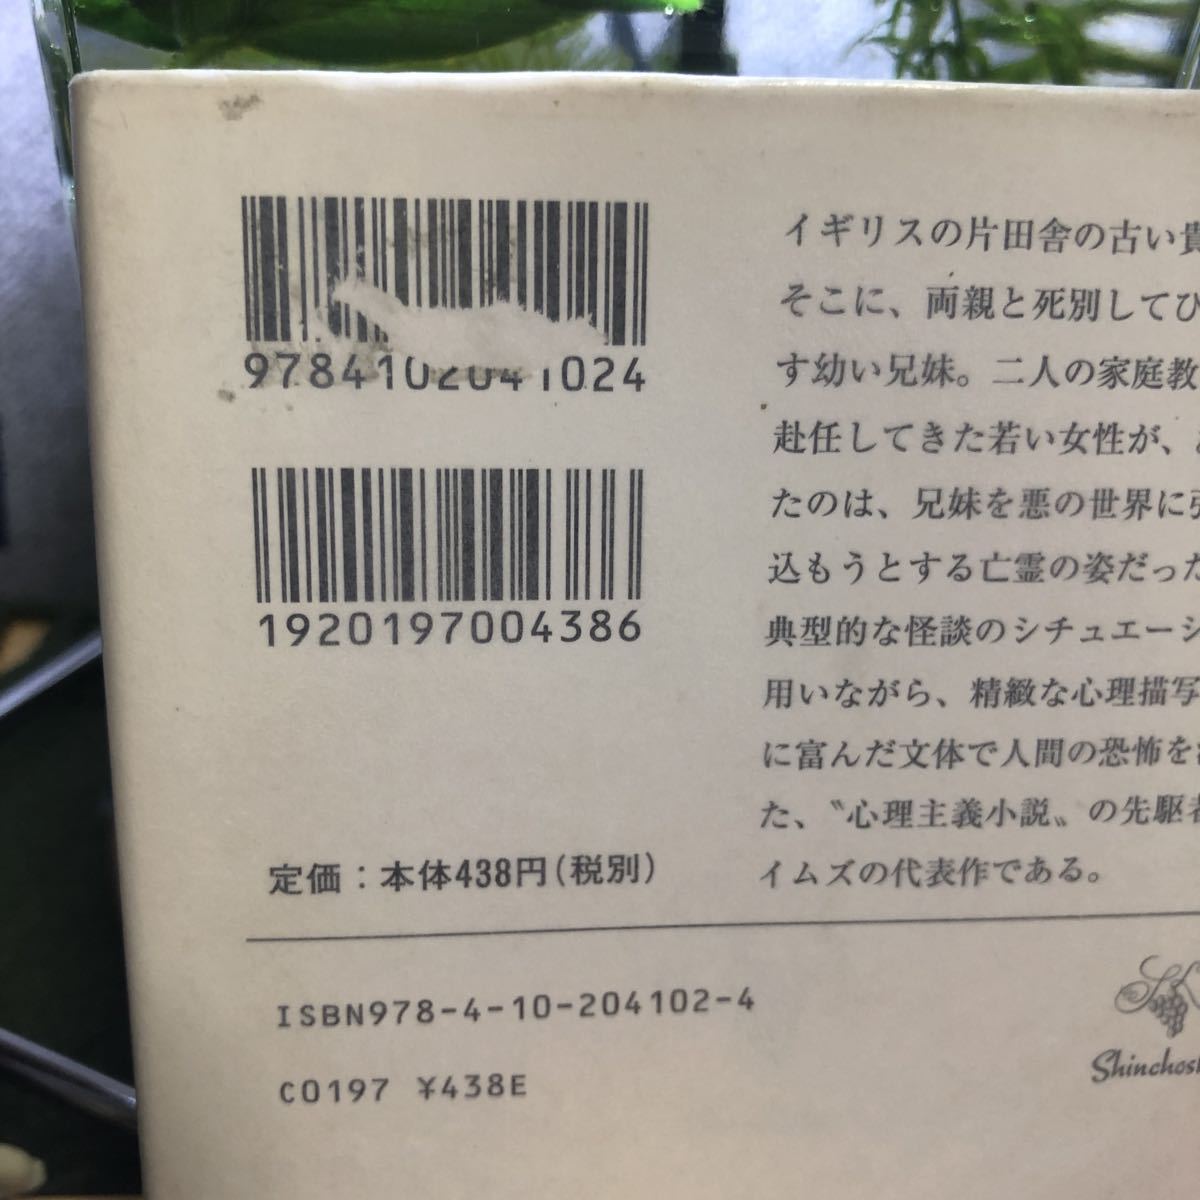 9784102041024
1920197004386
定価：本体438円（税別）
イギリスの片田舎の古い貴
そこに、両親と死別してひ
す幼い兄妹。二人の家庭教
赴任してきた若い女性が、
たのは、兄妹を悪の世界に
込もうとする亡霊の姿だった
典型的な怪談のシチュエーシ
用いながら、精緻な心理描写
に富んだ文体で人間の恐怖を
た、〝心理主義小説〟の先駆者
イムズの代表作である。
ISBN978-4-10-204102-4
C0197 ¥438E
Shinchosh